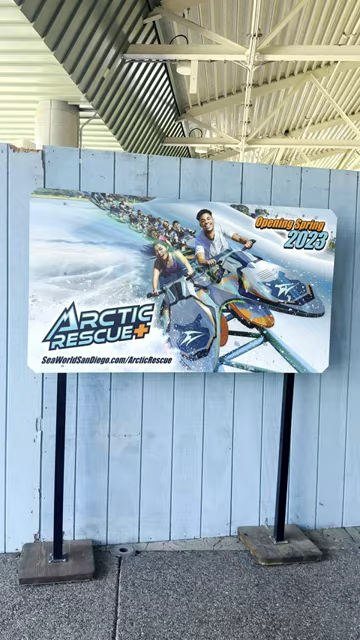 Opening Spring
2023
ARCTIC
RESCUE+
SeaWorldSanDiego.com/ArcticRescue